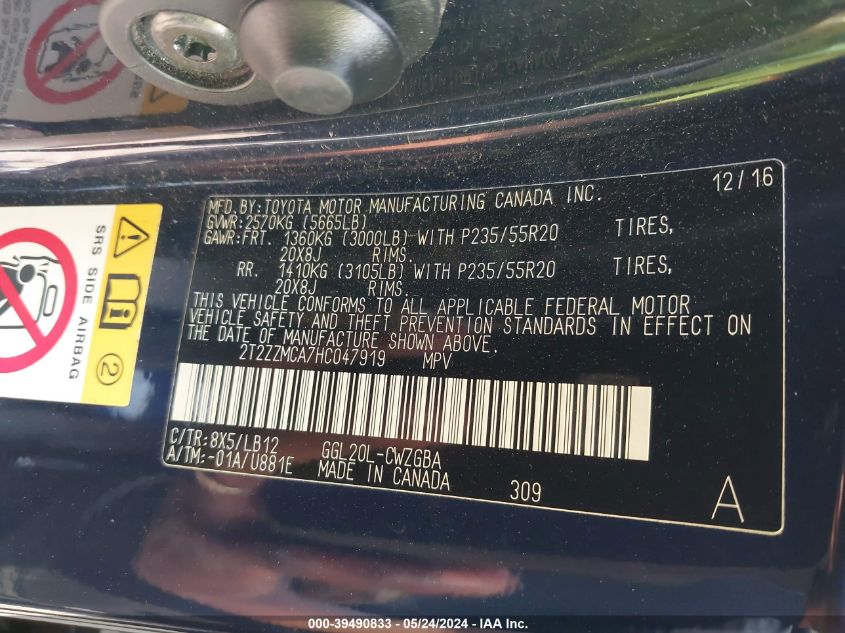 12/16
MFD.BY:TOYOTA MOTOR MANUFACTURING CANADA INC.
GVWR:2570KG (5665LB)
GAWR:FRT. 1360KG (3000LB) WITH P235/55R20 TIRES,
20X8J RIMS.
RR. 1410KG (3105LB) WITH P235/55R20 TIRES,
20X8J RIMS.
THIS VEHICLE CONFORMS TO ALL APPLICABLE FEDERAL MOTOR
VEHICLE SAFETY AND THEFT PREVENTION STANDARDS IN EFFECT ON
THE DATE OF MANUFACTURE SHOWN ABOVE.
2T2ZZMCA7HC047919 MPV
C/TR:8X5/LB12 GGL20L-CWZGBA
A/TM:-01A/U881E MADE IN CANADA
309
A
SRS SIDE AIRBAG
2
000-39490833 - 05/24/2024 - IAA Inc.